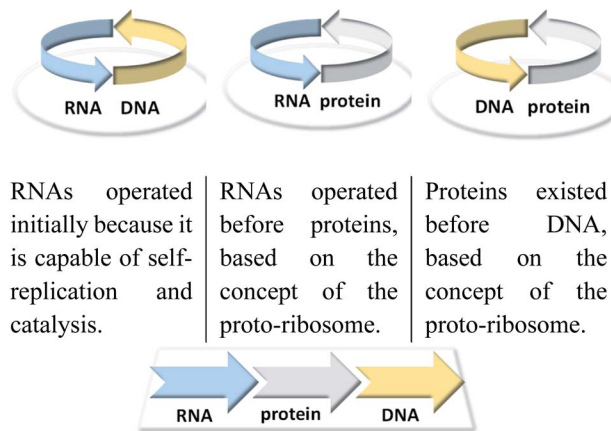 RNA DNA
RNA protein
DNA protein
RNAs operated
initially because it
is capable of self-
replication and
catalysis.
RNAs operated
before proteins,
based on the
concept of the
proto-ribosome.
Proteins existed
before DNA,
based on the
concept of the
proto-ribosome.
RNA protein DNA